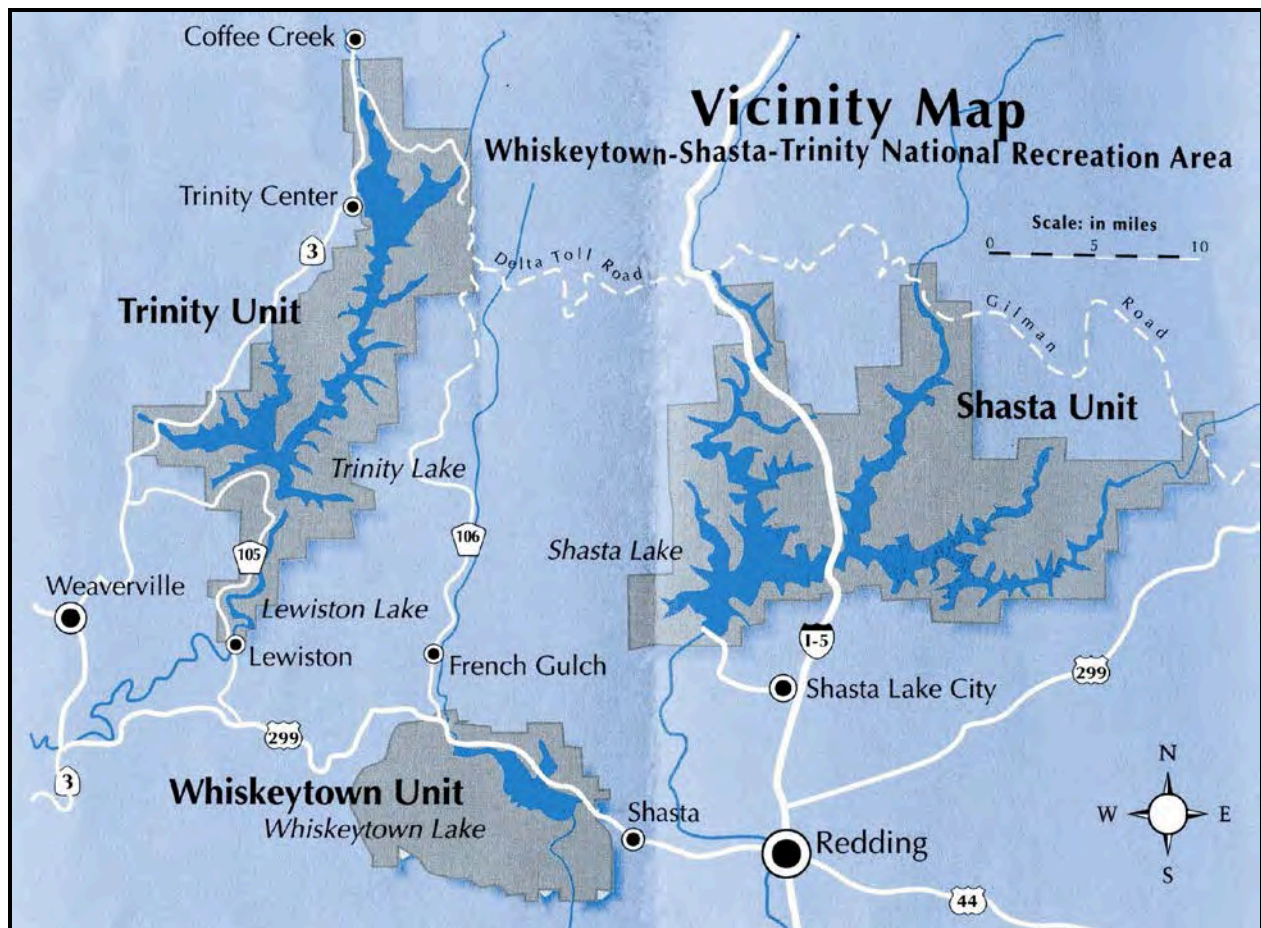 Coffee Creek
Vicinity Map
Whiskeytown-Shasta-Trinity National Recreation Area
Trinity Center
3
Scale: in miles
0 5 10
Delta Toll Road
Trinity Unit
Gilman Road
Shasta Unit
Trinity Lake
106
105
Shasta Lake
Weaverville
Lewiston Lake
I-5
Lewiston
French Gulch
299
Shasta Lake City
299
3
Whiskeytown Unit
Whiskeytown Lake
Shasta
Redding
N
W E
S
44